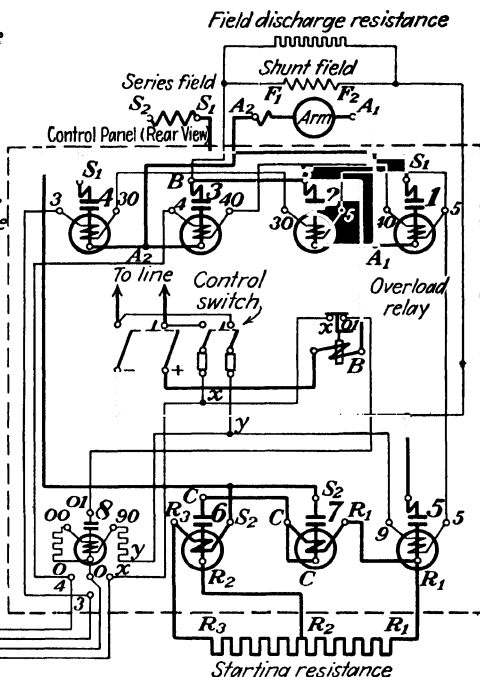 Field discharge resistance
Series field
Shunt field
S2 S1
F1 F2
A2 A1
Arm
Control Panel (Rear View)
S1 B S1
3 4 30 4 3 40 30 2 5 40 1 5
A2 A1
To line
Control switch
Overload relay
x 01
B
- +
x
y
C S2
01 8 R3 6 S2 C 7 R1 5
00 90 9 5
y
R2 C R1
0 0 x
4
3
R3 R2 R1
Starting resistance